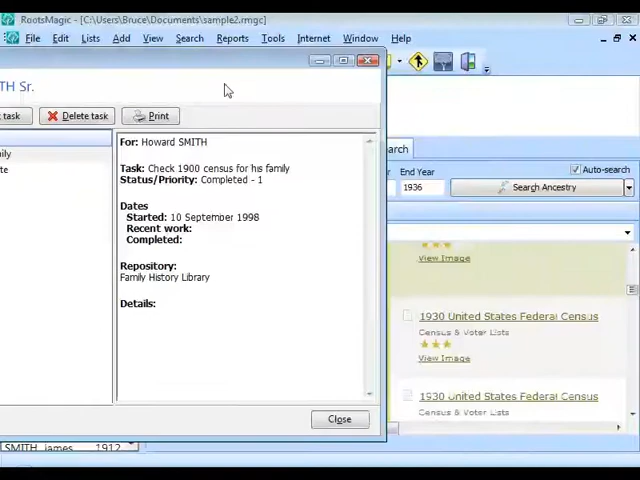 RootsMagic - [C:\Users\Bruce\Documents\sample2.rmgc]
File Edit Lists Add View Search Reports Tools Internet Window Help
TH Sr.
task Delete task Print
arch
End Year
Auto-search
1936 Search Ancestry
ily
te
For: Howard SMITH
Task: Check 1900 census for his family
Status/Priority: Completed - 1
Dates
Started: 10 September 1998
Recent work:
Completed:
Repository:
Family History Library
Details:
View Image
1930 United States Federal Census
Census & Voter Lists
View Image
1930 United States Federal Census
Census & Voter Lists
Close
SMITH, james 1912